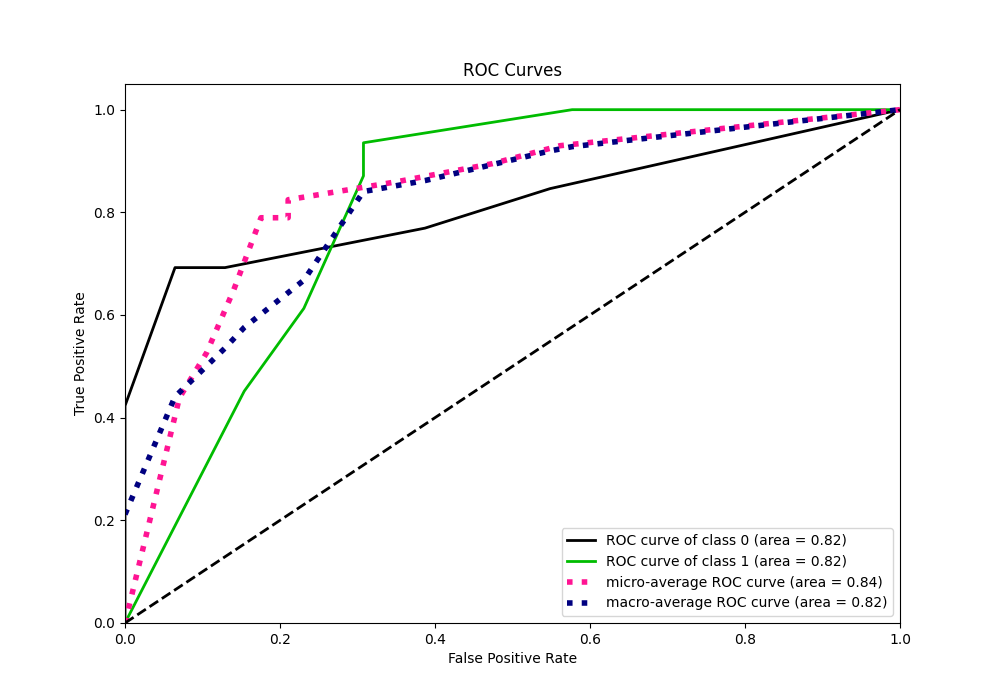 ROC Curves
True Positive Rate
1.0
0.8
0.6
0.4
0.2
0.0
0.0 0.2 0.4 0.6 0.8 1.0
False Positive Rate
ROC curve of class 0 (area = 0.82)
ROC curve of class 1 (area = 0.82)
micro-average ROC curve (area = 0.84)
macro-average ROC curve (area = 0.82)